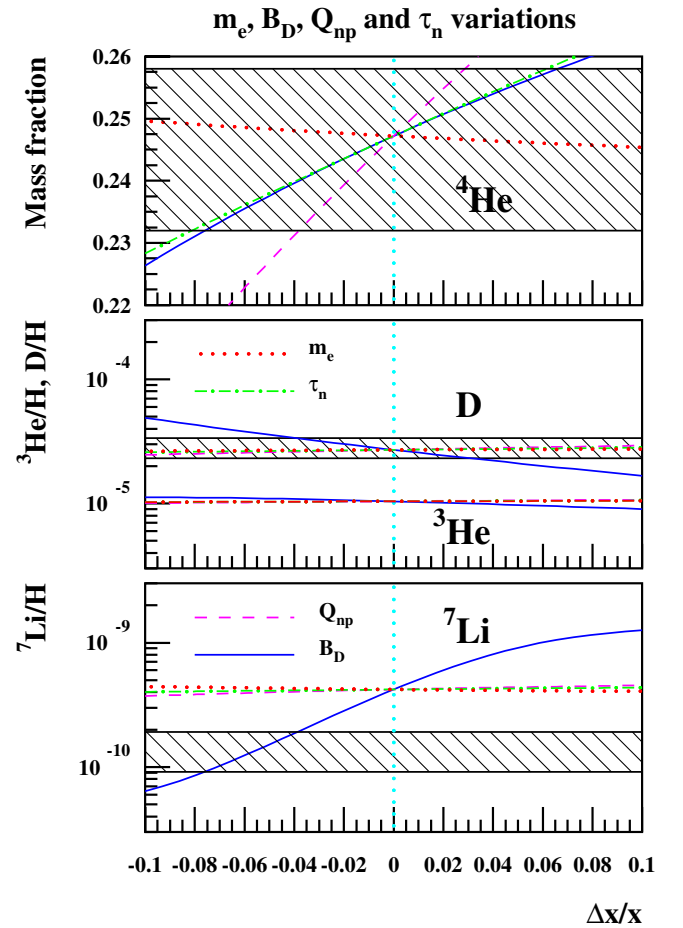 m_e, B_D, Q_np and τ_n variations
Mass fraction
0.26
0.25
0.24
0.23
0.22
⁴He
³He/H, D/H
10⁻⁴
10⁻⁵
m_e
τ_n
D
³He
⁷Li/H
10⁻⁹
10⁻¹⁰
Q_np
B_D
⁷Li
-0.1 -0.08 -0.06 -0.04 -0.02 0 0.02 0.04 0.06 0.08 0.1
Δx/x